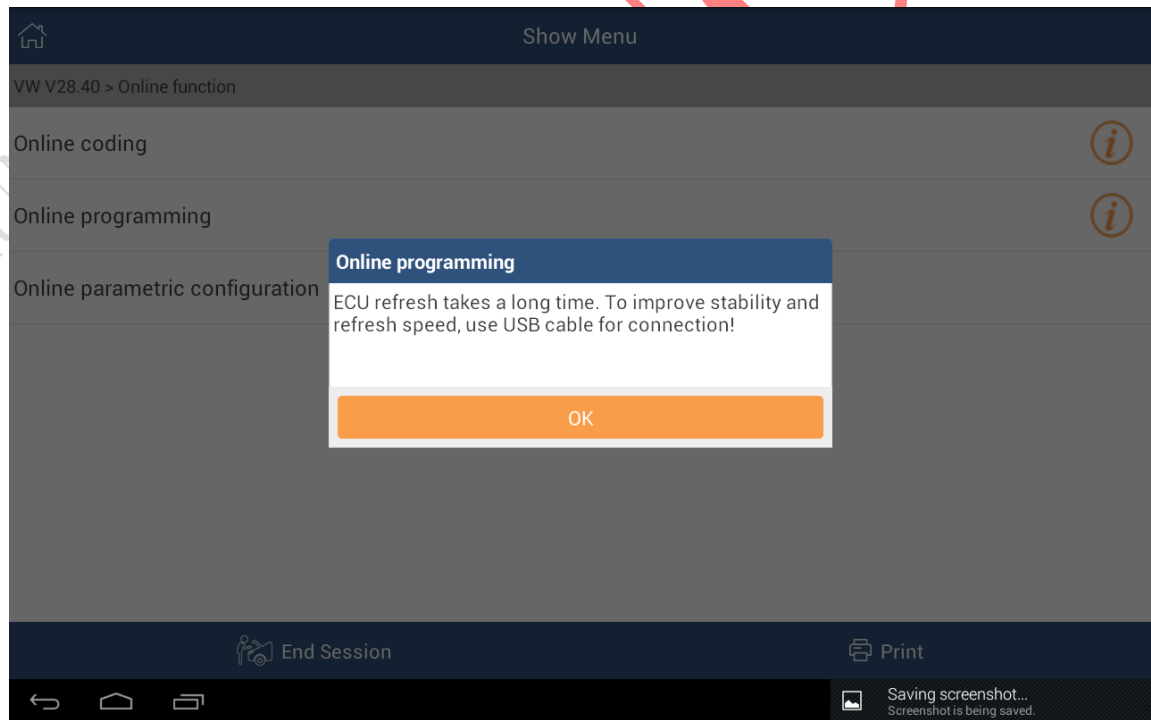 Show Menu
VW V28.40 > Online function
Online coding
Online programming
Online parametric configuration
Online programming
ECU refresh takes a long time. To improve stability and
refresh speed, use USB cable for connection!
OK
End Session
Print
Saving screenshot...
Screenshot is being saved.